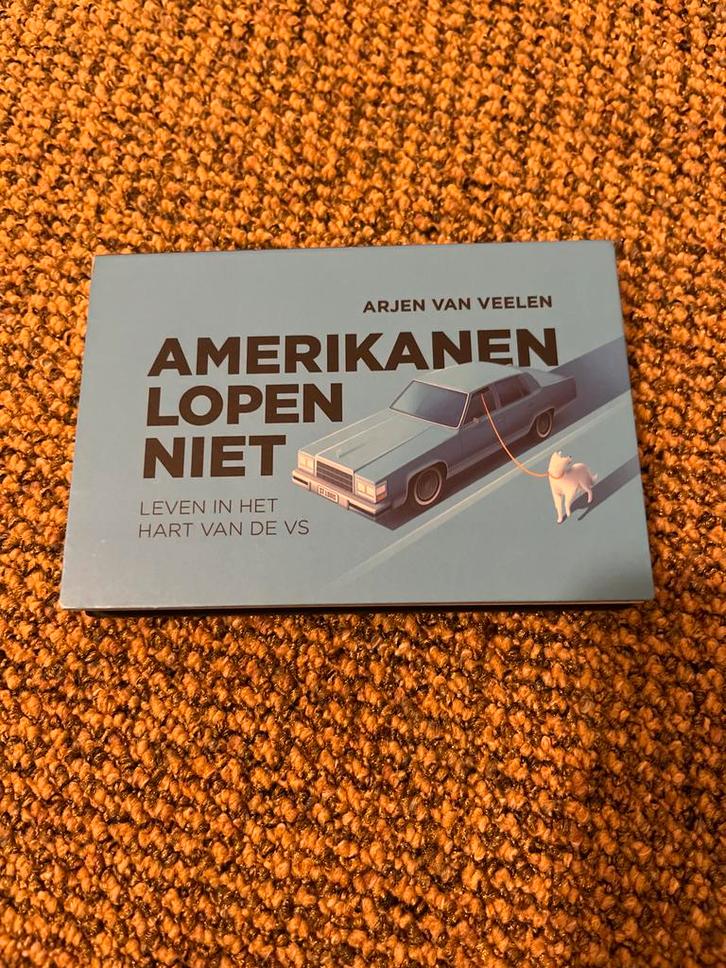 ARJEN VAN VEELEN
AMERIKANEN
LOPEN
NIET
LEVEN IN HET
HART VAN DE VS